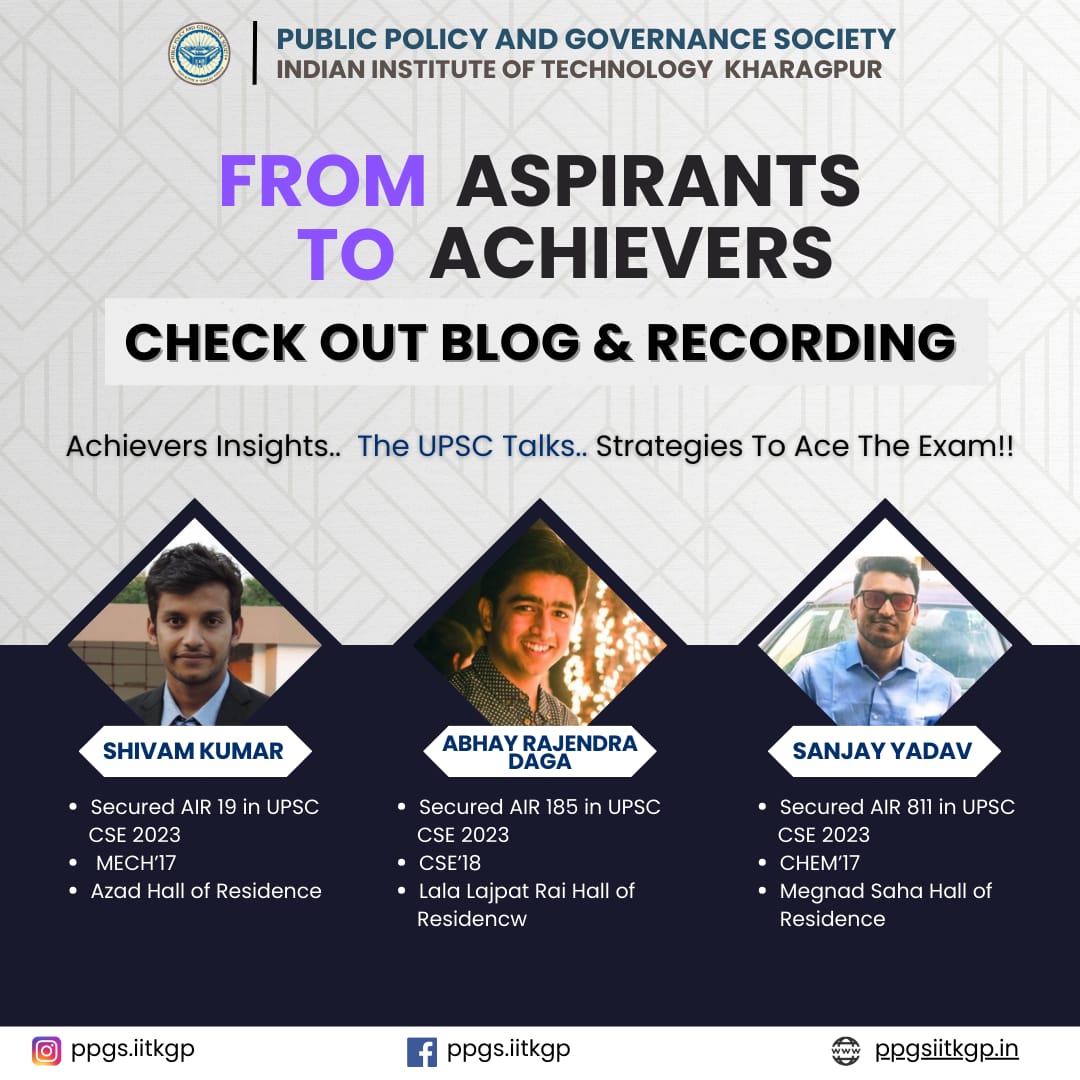 PUBLIC POLICY AND GOVERNANCE SOCIETY
INDIAN INSTITUTE OF TECHNOLOGY KHARAGPUR
FROM ASPIRANTS
TO ACHIEVERS
CHECK OUT BLOG & RECORDING
Achievers Insights.. The UPSC Talks.. Strategies To Ace The Exam!!
SHIVAM KUMAR
• Secured AIR 19 in UPSC
CSE 2023
• MECH’17
• Azad Hall of Residence
ABHAY RAJENDRA
DAGA
• Secured AIR 185 in UPSC
CSE 2023
• CSE’18
• Lala Lajpat Rai Hall of
Residencw
SANJAY YADAV
• Secured AIR 811 in UPSC
CSE 2023
• CHEM’17
• Megnad Saha Hall of
Residence
ppgs.iitkgp
ppgs.iitkgp
ppgsiitkgp.in